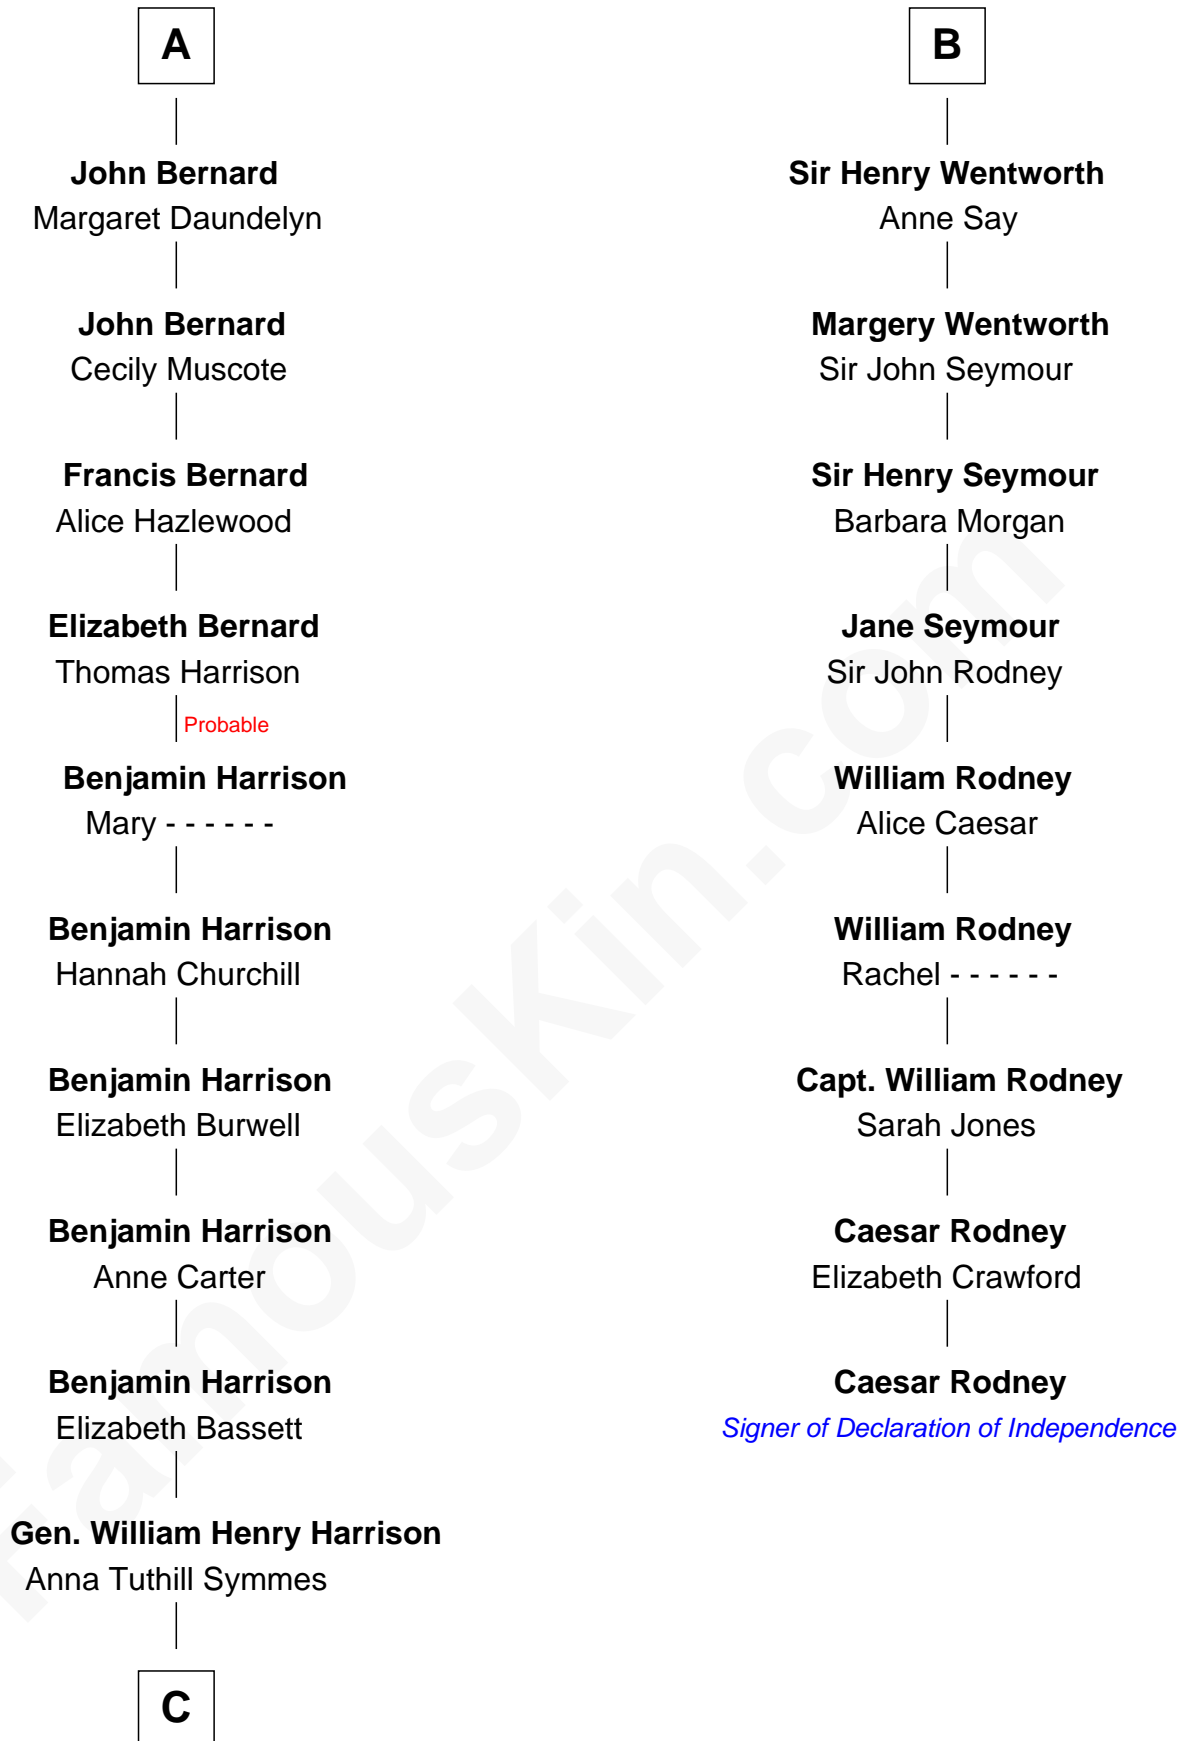 A
John Bernard
Margaret Daundelyn
John Bernard
Cecily Muscote
Francis Bernard
Alice Hazlewood
Elizabeth Bernard
Thomas Harrison
Probable
Benjamin Harrison
Mary - - - - - -
Benjamin Harrison
Hannah Churchill
Benjamin Harrison
Elizabeth Burwell
Benjamin Harrison
Anne Carter
Benjamin Harrison
Elizabeth Bassett
Gen. William Henry Harrison
Anna Tuthill Symmes
C
B
Sir Henry Wentworth
Anne Say
Margery Wentworth
Sir John Seymour
Sir Henry Seymour
Barbara Morgan
Jane Seymour
Sir John Rodney
William Rodney
Alice Caesar
William Rodney
Rachel - - - - - -
Capt. William Rodney
Sarah Jones
Caesar Rodney
Elizabeth Crawford
Caesar Rodney
Signer of Declaration of Independence
FamousKin.com